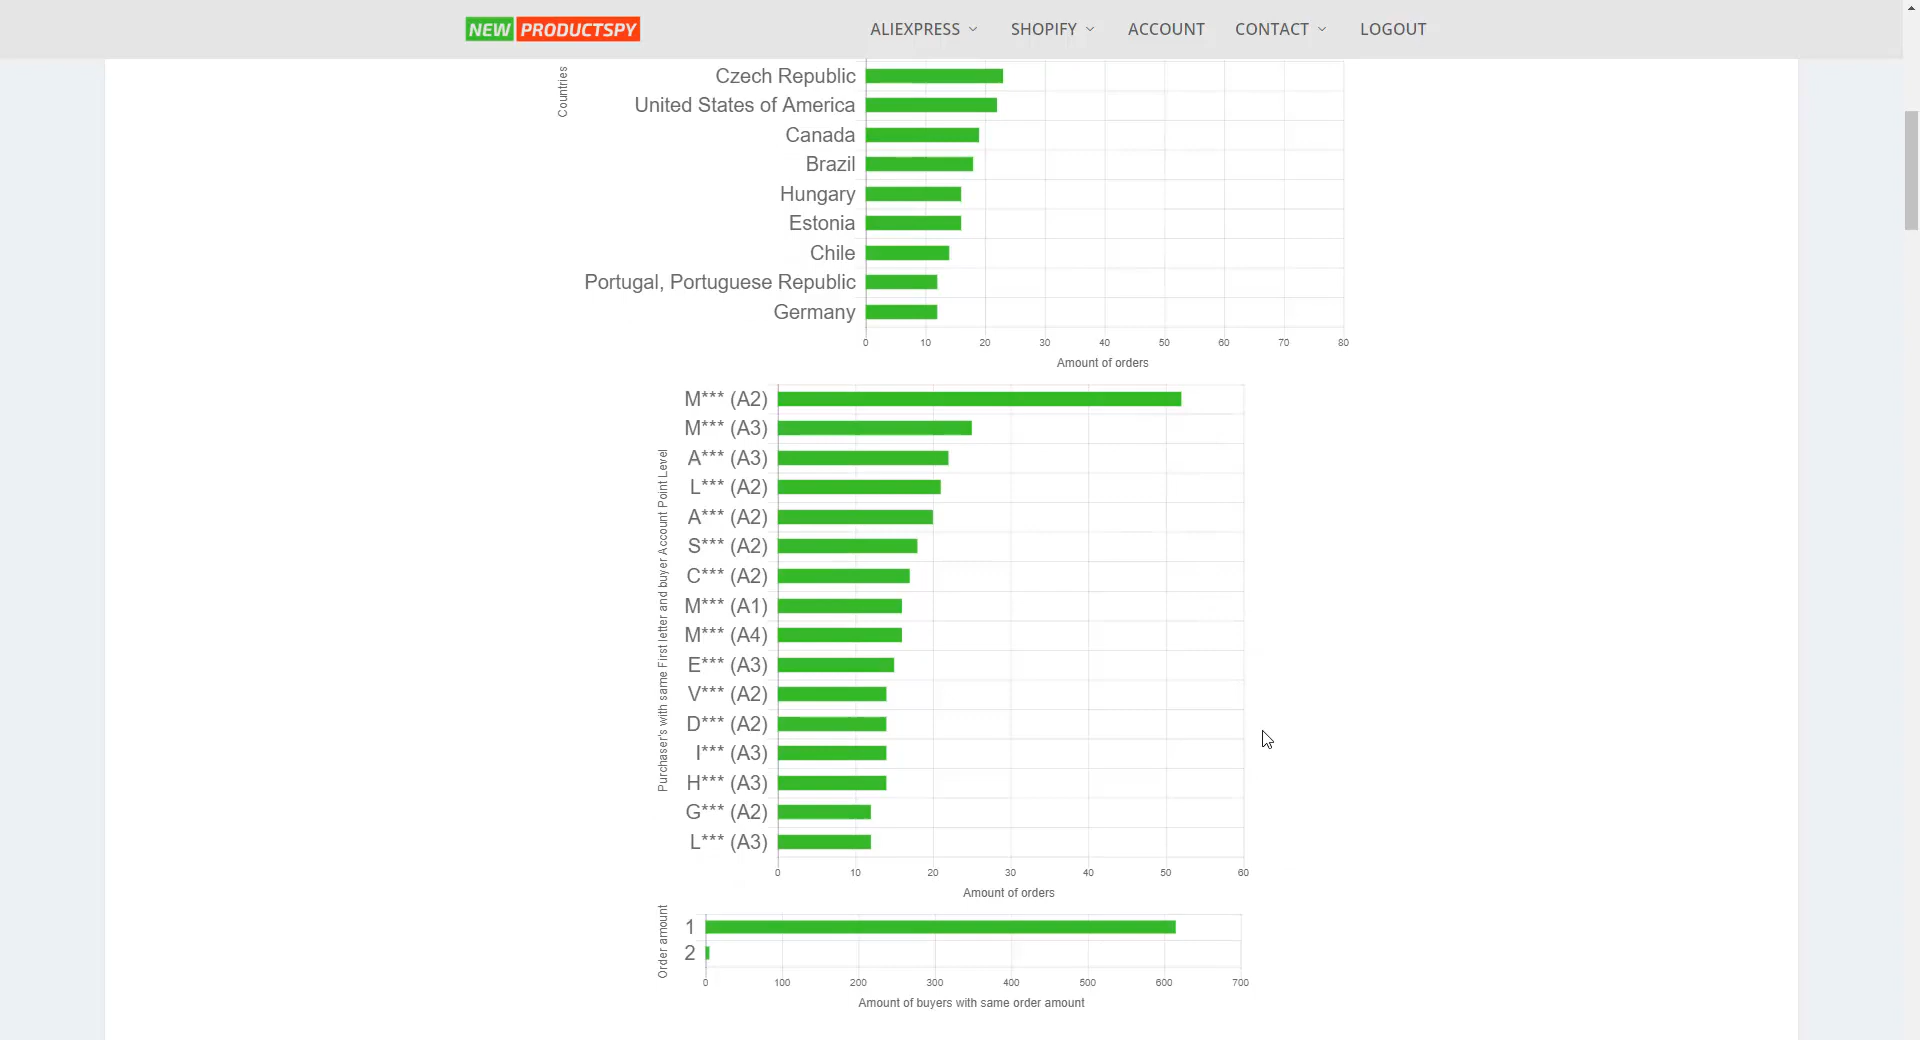 NEW PRODUCTSPY
ALIEXPRESS
SHOPIFY
ACCOUNT
CONTACT
LOGOUT
Countries
Czech Republic
United States of America
Canada
Brazil
Hungary
Estonia
Chile
Portugal, Portuguese Republic
Germany
0 10 20 30 40 50 60 70 80
Amount of orders
Purchaser's with same First letter and buyer Account Point Level
M*** (A2)
M*** (A3)
A*** (A3)
L*** (A2)
A*** (A2)
S*** (A2)
C*** (A2)
M*** (A1)
M*** (A4)
E*** (A3)
V*** (A2)
D*** (A2)
I*** (A3)
H*** (A3)
G*** (A2)
L*** (A3)
0 10 20 30 40 50 60
Amount of orders
Order amount
1
2
0 100 200 300 400 500 600 700
Amount of buyers with same order amount